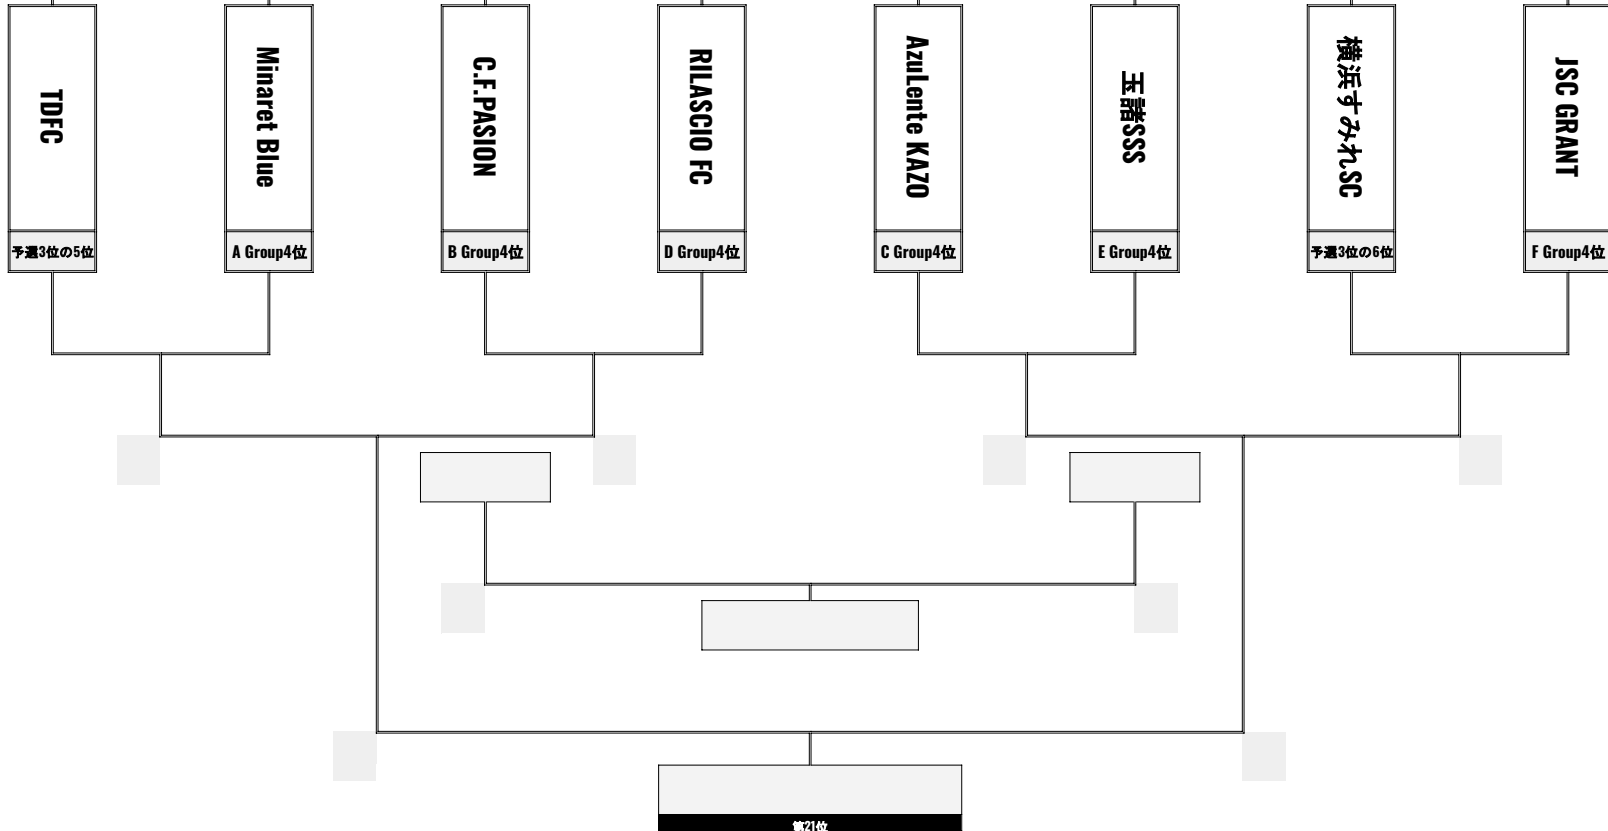 TDFC
Minaret Blue
C.F.PASION
RILASCIO FC
AzuLente KAZO
玉諸SSS
横浜すみれSC
JSC GRANT
予選3位の5位
A Group4位
B Group4位
D Group4位
C Group4位
E Group4位
予選3位の6位
F Group4位
第21位